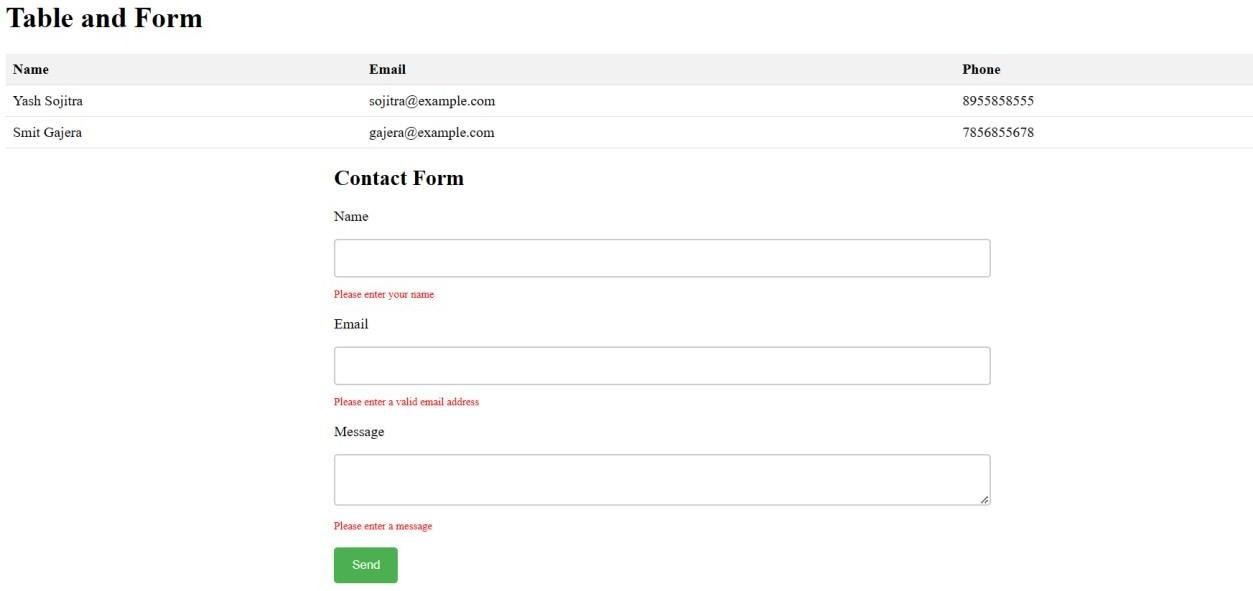 Table and Form
Name Email Phone
Yash Sojitra sojitra@example.com 8955858555
Smit Gajera gajera@example.com 7856855678
Contact Form
Name
Please enter your name
Email
Please enter a valid email address
Message
Please enter a message
Send